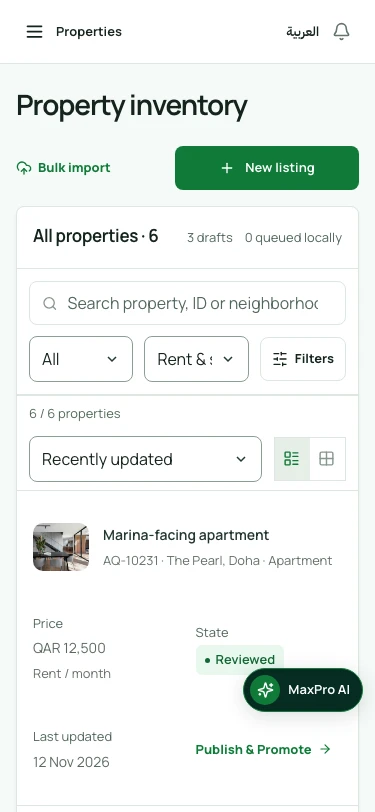 Properties
العربية
Property inventory
Bulk import
New listing
All properties · 6
3 drafts
0 queued locally
Search property, ID or neighborhoo
All
Rent &
Filters
6 / 6 properties
Recently updated
Marina-facing apartment
AQ-10231 · The Pearl, Doha · Apartment
Price
QAR 12,500
Rent / month
State
Reviewed
MaxPro AI
Last updated
12 Nov 2026
Publish & Promote